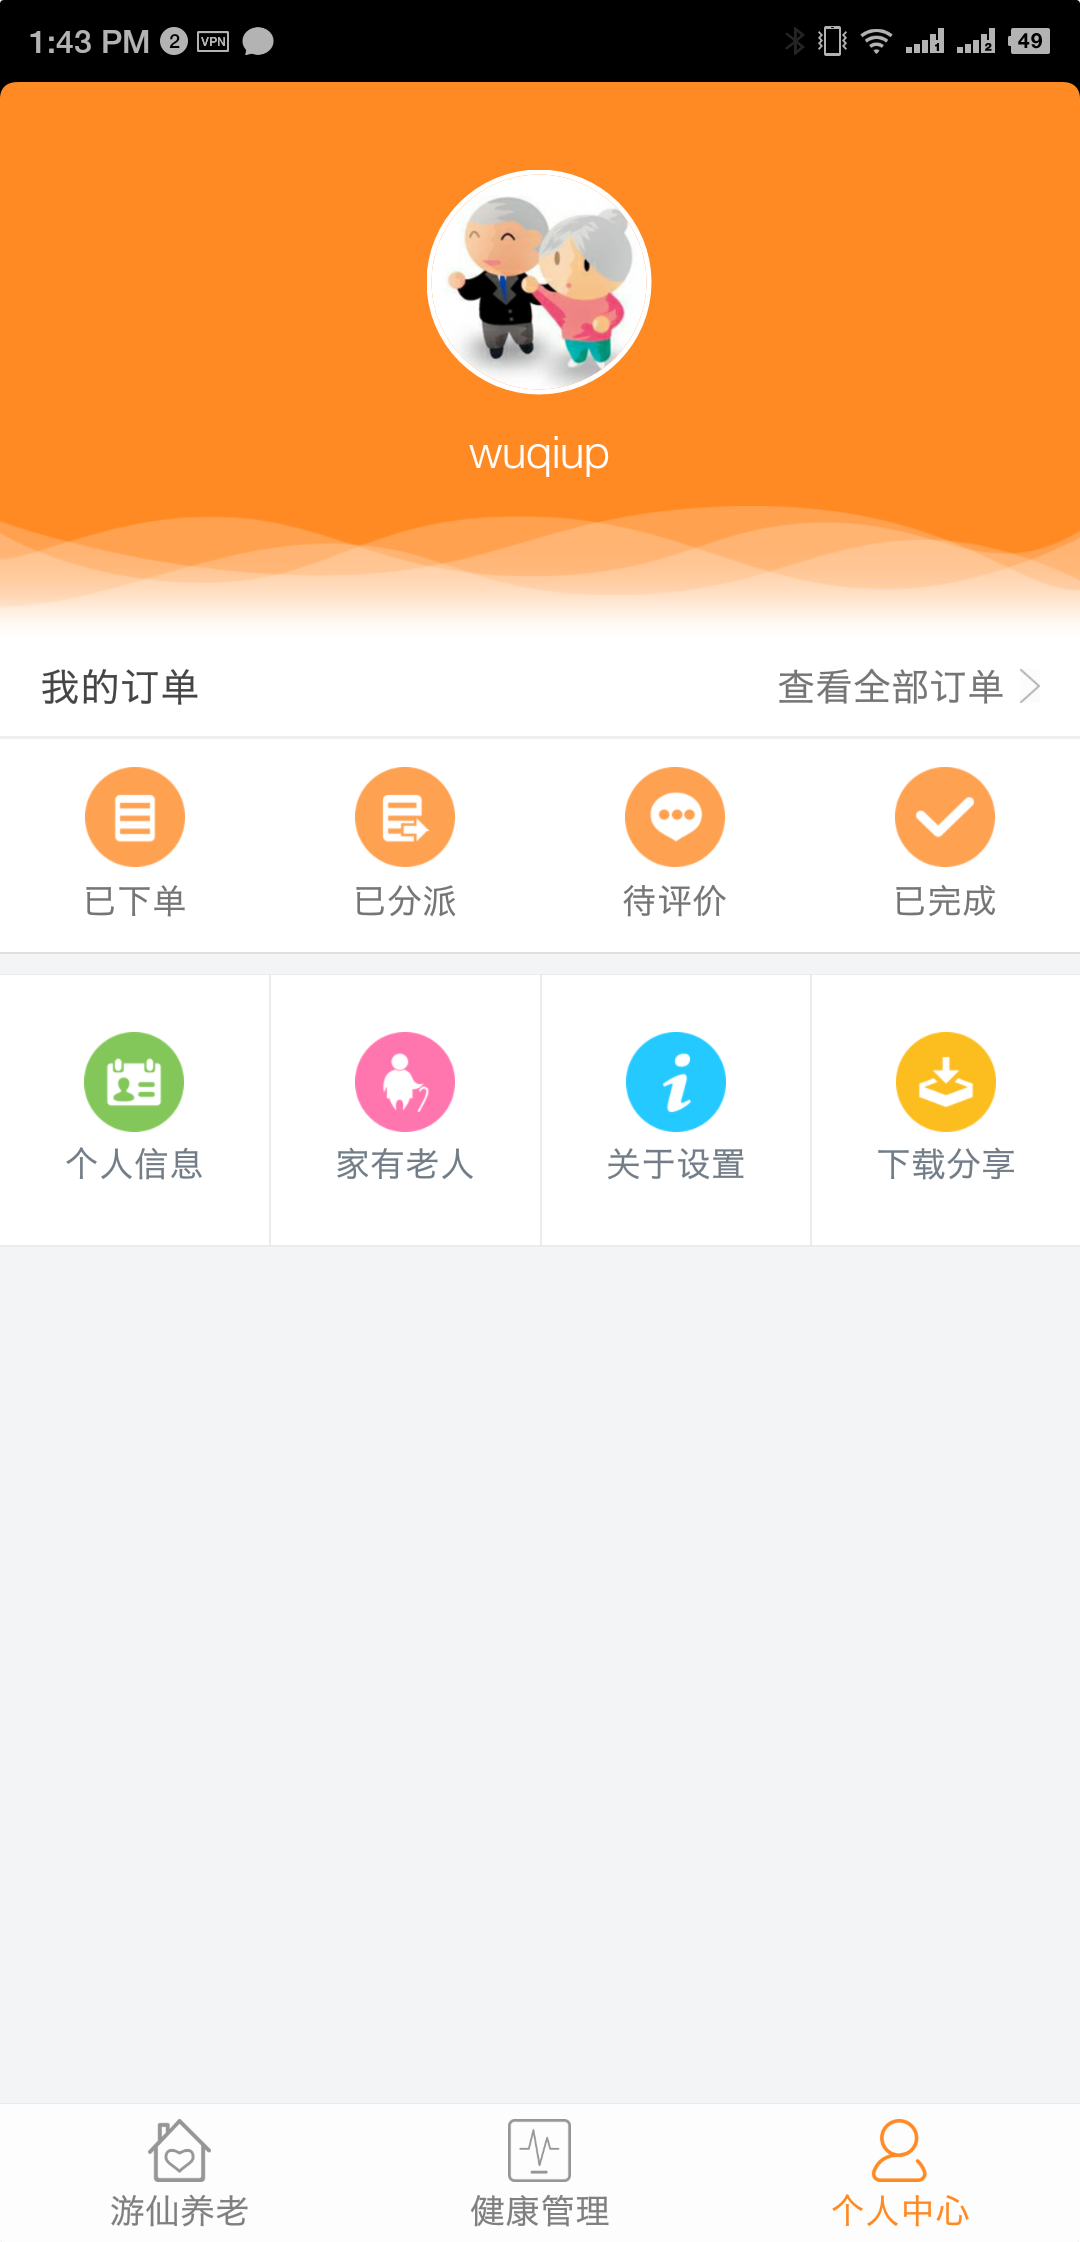 1:43 PM 2 VPN 1 2 49
wuqiup
我的订单 查看全部订单
已下单 已分派 待评价 已完成
个人信息 家有老人 关于设置 下载分享
游仙养老 健康管理 个人中心